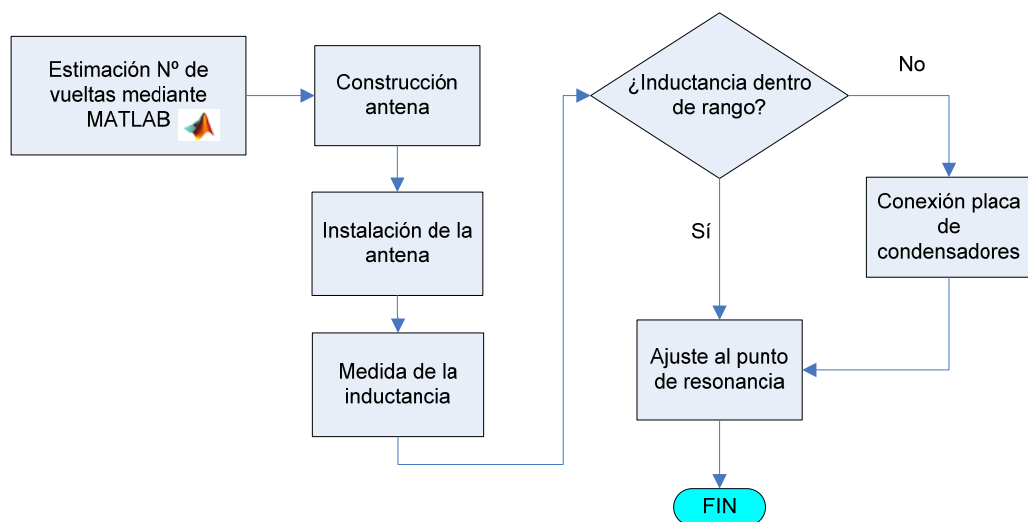 Estimación Nº de
vueltas mediante
MATLAB
Construcción
antena
Instalación de la
antena
Medida de la
inductancia
¿Inductancia dentro
de rango?
No
Sí
Conexión placa
de
condensadores
Ajuste al punto
de resonancia
FIN